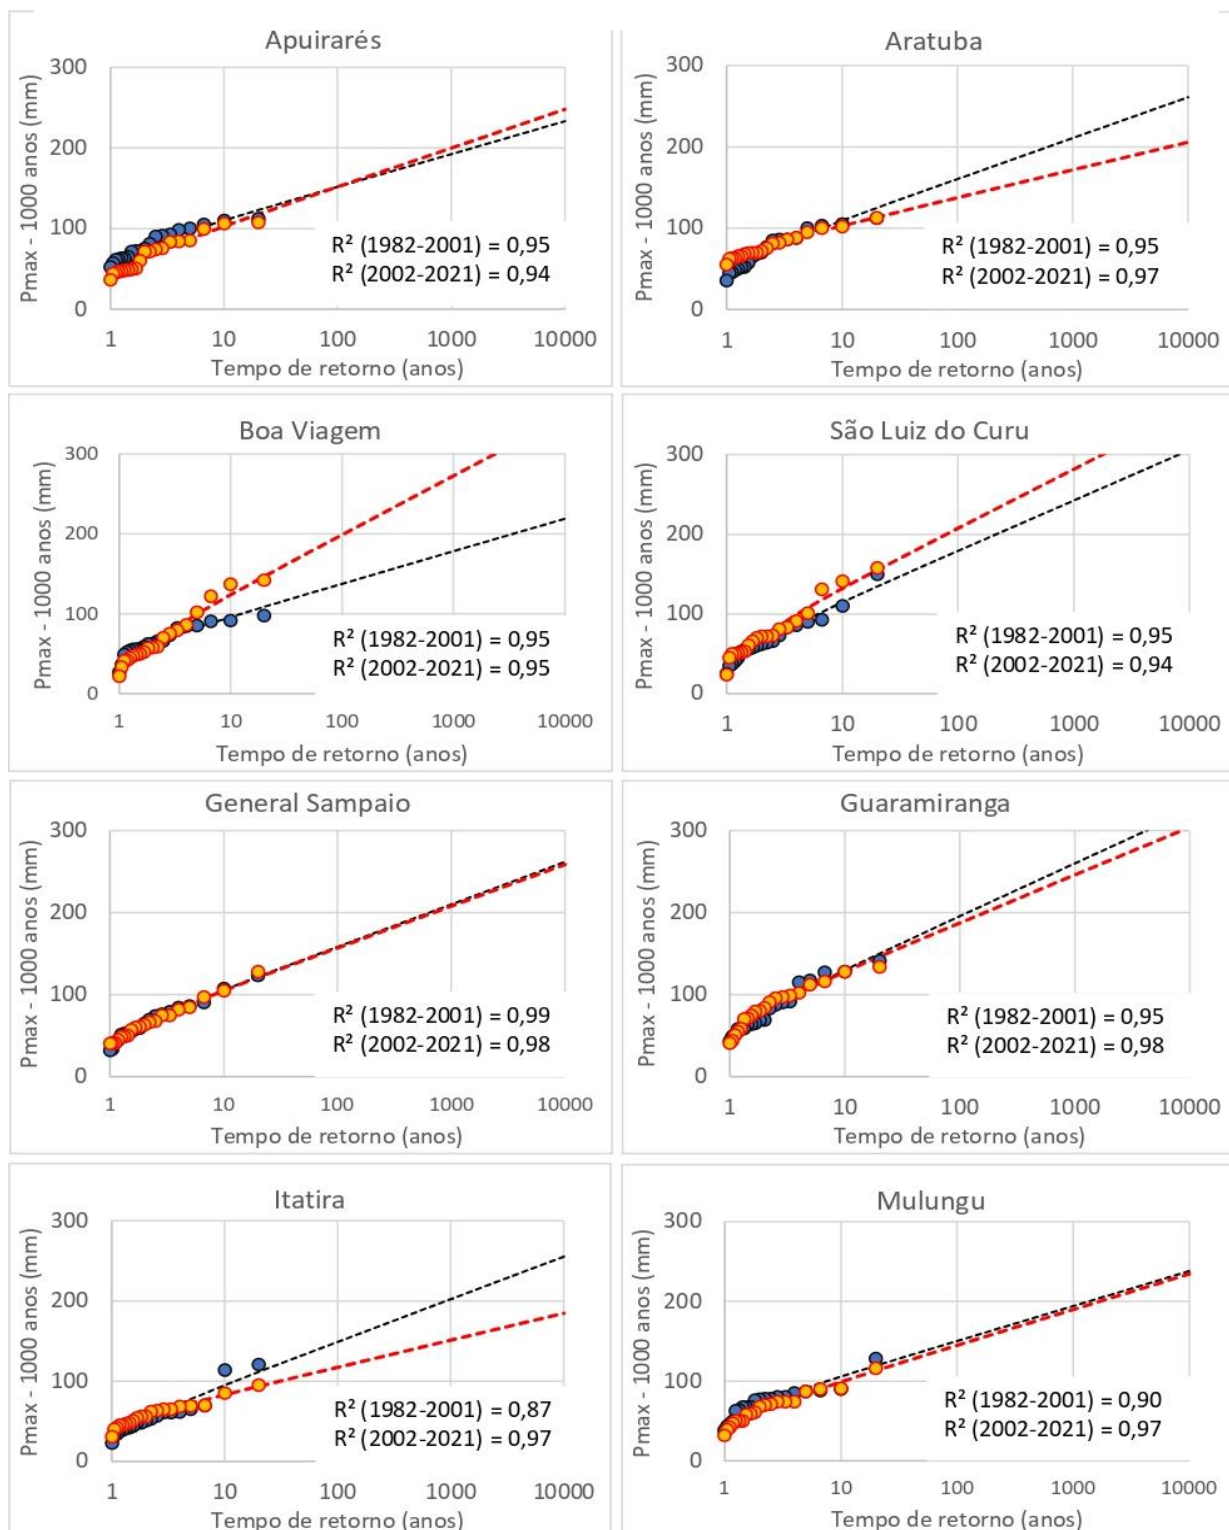 Apuirarés
Pmax - 1000 anos (mm)
300
200
100
0
R² (1982-2001) = 0,95
R² (2002-2021) = 0,94
1 10 100 1000 10000
Tempo de retorno (anos)
Aratuba
Pmax - 1000 anos (mm)
300
200
100
0
R² (1982-2001) = 0,95
R² (2002-2021) = 0,97
1 10 100 1000 10000
Tempo de retorno (anos)
Boa Viagem
Pmax - 1000 anos (mm)
300
200
100
0
R² (1982-2001) = 0,95
R² (2002-2021) = 0,95
1 10 100 1000 10000
Tempo de retorno (anos)
São Luiz do Curu
Pmax - 1000 anos (mm)
300
200
100
0
R² (1982-2001) = 0,95
R² (2002-2021) = 0,94
1 10 100 1000 10000
Tempo de retorno (anos)
General Sampaio
Pmax - 1000 anos (mm)
300
200
100
0
R² (1982-2001) = 0,99
R² (2002-2021) = 0,98
1 10 100 1000 10000
Tempo de retorno (anos)
Guaramiranga
Pmax - 1000 anos (mm)
300
200
100
0
R² (1982-2001) = 0,95
R² (2002-2021) = 0,98
1 10 100 1000 10000
Tempo de retorno (anos)
Itatira
Pmax - 1000 anos (mm)
300
200
100
0
R² (1982-2001) = 0,87
R² (2002-2021) = 0,97
1 10 100 1000 10000
Tempo de retorno (anos)
Mulungu
Pmax - 1000 anos (mm)
300
200
100
0
R² (1982-2001) = 0,90
R² (2002-2021) = 0,97
1 10 100 1000 10000
Tempo de retorno (anos)